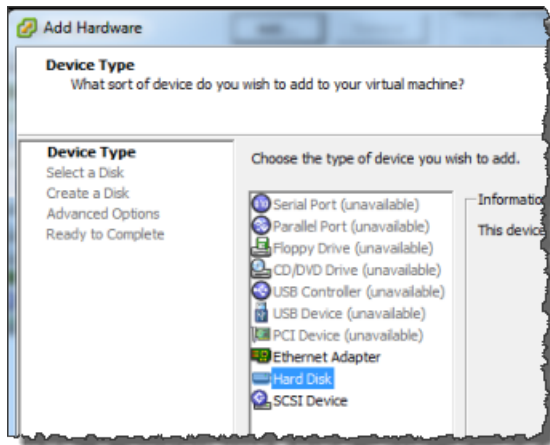 Add Hardware
Device Type
What sort of device do you wish to add to your virtual machine?
Device Type
Select a Disk
Create a Disk
Advanced Options
Ready to Complete
Choose the type of device you wish to add.
Serial Port (unavailable)
Parallel Port (unavailable)
Floppy Drive (unavailable)
CD/DVD Drive (unavailable)
USB Controller (unavailable)
USB Device (unavailable)
PCI Device (unavailable)
Ethernet Adapter
Hard Disk
SCSI Device
This device